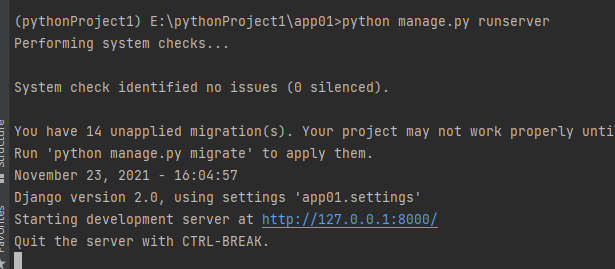 (pythonProject1) E:\pythonProject1\app01>python manage.py runserver
Performing system checks...
System check identified no issues (0 silenced).
You have 14 unapplied migration(s). Your project may not work properly unti
Run 'python manage.py migrate' to apply them.
November 23, 2021 - 16:04:57
Django version 2.0, using settings 'app01.settings'
Starting development server at http://127.0.0.1:8000/
Quit the server with CTRL-BREAK.
Structure
Favorites